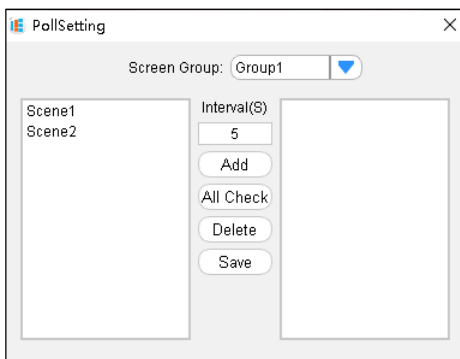 PollSetting
Screen Group: Group1
Scene1
Scene2
Interval(S)
5
Add
All Check
Delete
Save